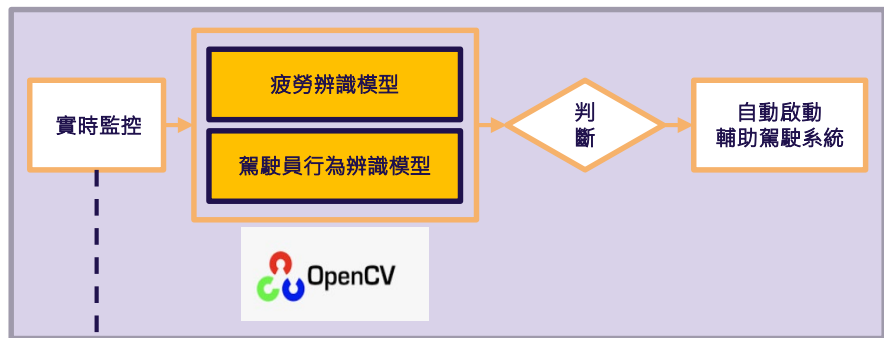 實時監控
疲勞辨識模型
駕駛員行為辨識模型
判
斷
自動啟動
輔助駕駛系統
OpenCV